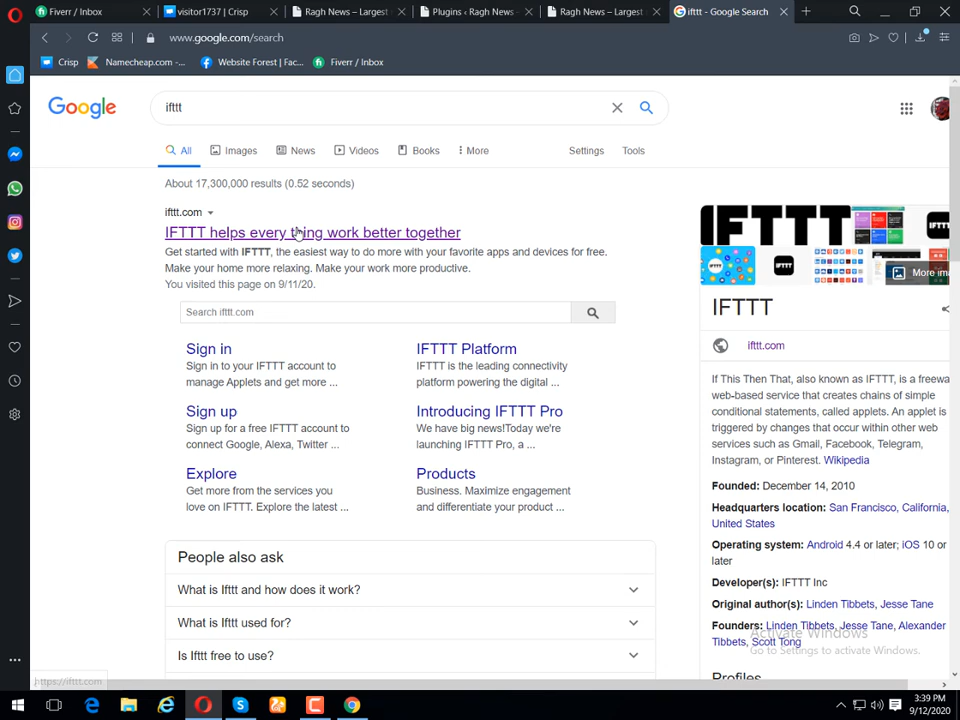 Fiverr / Inbox
visitor1737 | Crisp
Ragh News – Largest
Plugins ‹ Ragh News –
Ragh News – Largest
ifttt - Google Search
www.google.com/search
Crisp
Namecheap.com -...
Website Forest | Fac...
Fiverr / Inbox
Google
ifttt
All
Images
News
Videos
Books
More
Settings
Tools
About 17,300,000 results (0.52 seconds)
ifttt.com
IFTTT helps every thing work better together
Get started with IFTTT, the easiest way to do more with your favorite apps and devices for free.
Make your home more relaxing. Make your work more productive.
You visited this page on 9/11/20.
Search ifttt.com
Sign in
Sign in to your IFTTT account to
manage Applets and get more ...
Sign up
Sign up for a free IFTTT account to
connect Google, Alexa, Twitter ...
Explore
Get more from the services you
love on IFTTT. Explore the latest ...
IFTTT Platform
IFTTT is the leading connectivity
platform powering the digital ...
Introducing IFTTT Pro
We have big news!Today we're
launching IFTTT Pro, a ...
Products
Business. Maximize engagement
and differentiate your product ...
People also ask
What is Ifttt and how does it work?
What is Ifttt used for?
Is Ifttt free to use?
IFTTT
More im
IFTTT
ifttt.com
If This Then That, also known as IFTTT, is a freewa
web-based service that creates chains of simple
conditional statements, called applets. An applet is
triggered by changes that occur within other web
services such as Gmail, Facebook, Telegram,
Instagram, or Pinterest. Wikipedia
Founded: December 14, 2010
Headquarters location: San Francisco, California,
United States
Operating system: Android 4.4 or later; iOS 10 or
later
Developer(s): IFTTT Inc
Original author(s): Linden Tibbets, Jesse Tane
Founders: Linden Tibbets, Jesse Tane, Alexander
Tibbets, Scott Tong
Profiles
Activate Windows
Go to Settings to activate Windows.
https://ifttt.com
3:39 PM
9/12/2020